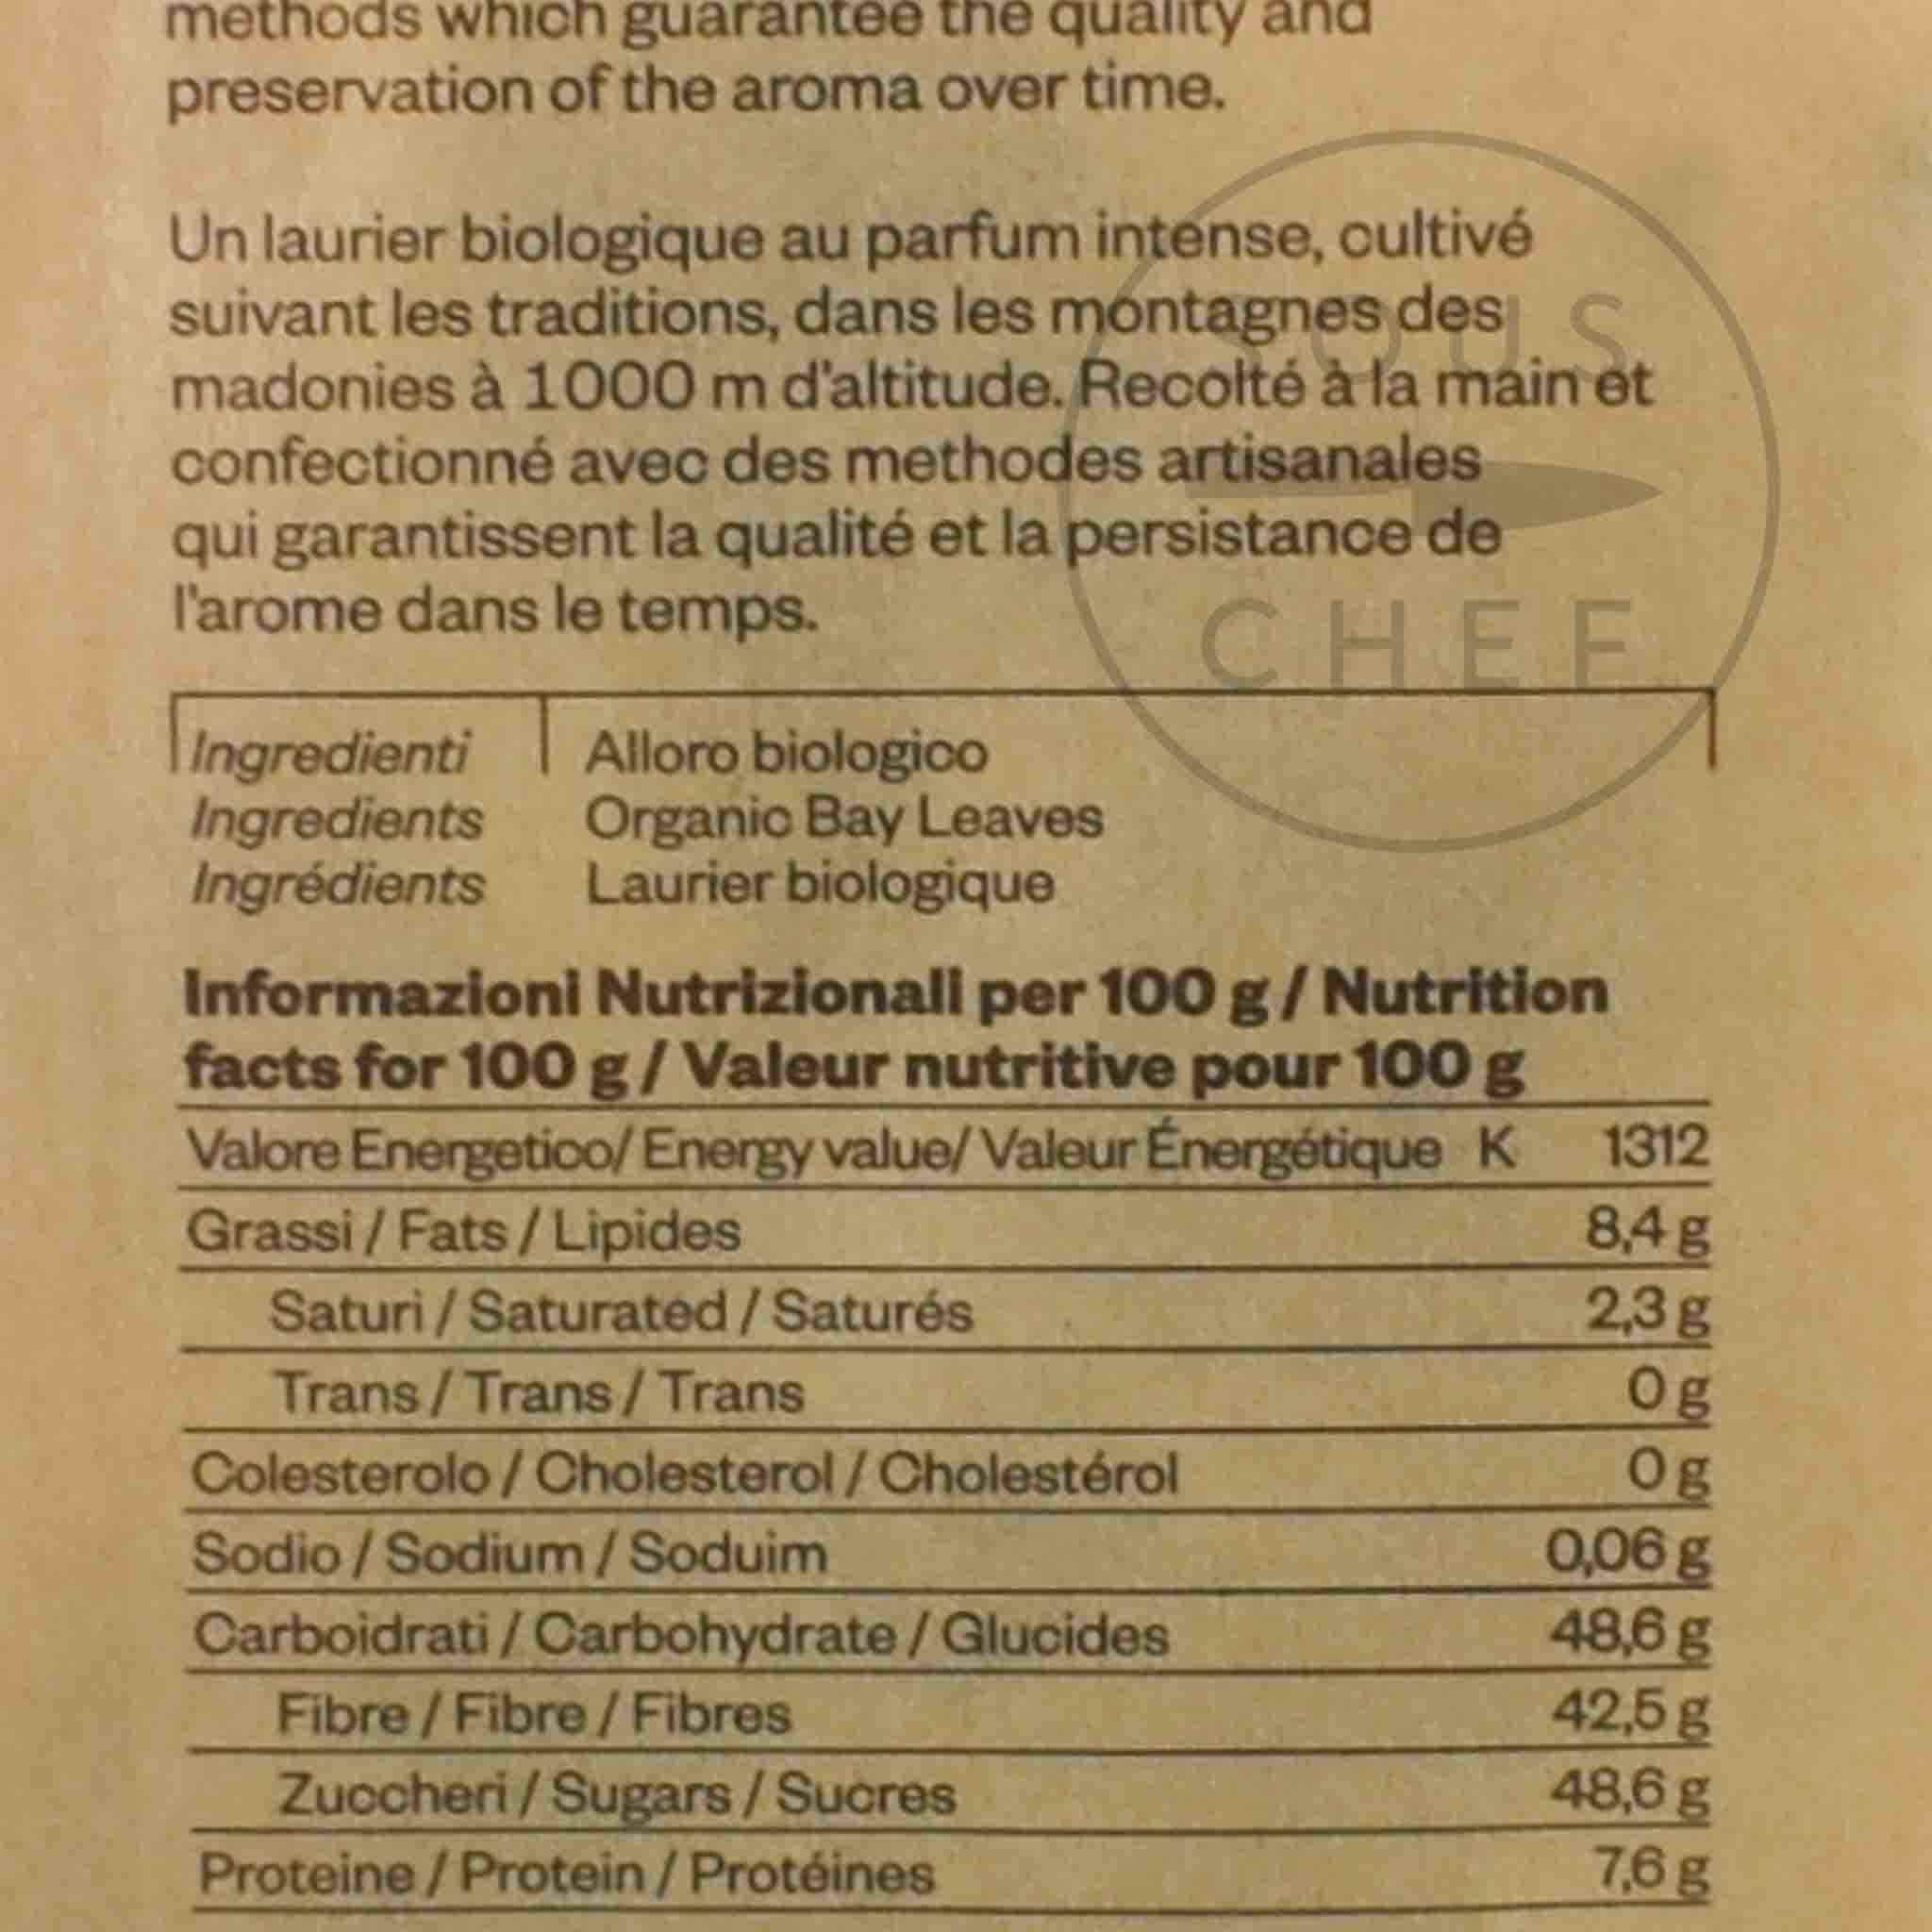 methods which guarantee the quality and
preservation of the aroma over time.
Un laurier biologique au parfum intense, cultivé
suivant les traditions, dans les montagnes des
madonies à 1000 m d'altitude. Recolté à la main et
confectionné avec des methodes artisanales
qui garantissent la qualité et la persistance de
l'arome dans le temps.
SOUS
CHEF
Ingredienti Alloro biologico
Ingredients Organic Bay Leaves
Ingrédients Laurier biologique
Informazioni Nutrizionali per 100 g / Nutrition
facts for 100 g / Valeur nutritive pour 100 g
Valore Energetico/ Energy value/ Valeur Énergétique K 1312
Grassi / Fats / Lipides 8,4 g
Saturi / Saturated / Saturés 2,3 g
Trans / Trans / Trans 0 g
Colesterolo / Cholesterol / Cholestérol 0 g
Sodio / Sodium / Soduim 0,06 g
Carboidrati / Carbohydrate / Glucides 48,6 g
Fibre / Fibre / Fibres 42,5 g
Zuccheri / Sugars / Sucres 48,6 g
Proteine / Protein / Protéines 7,6 g